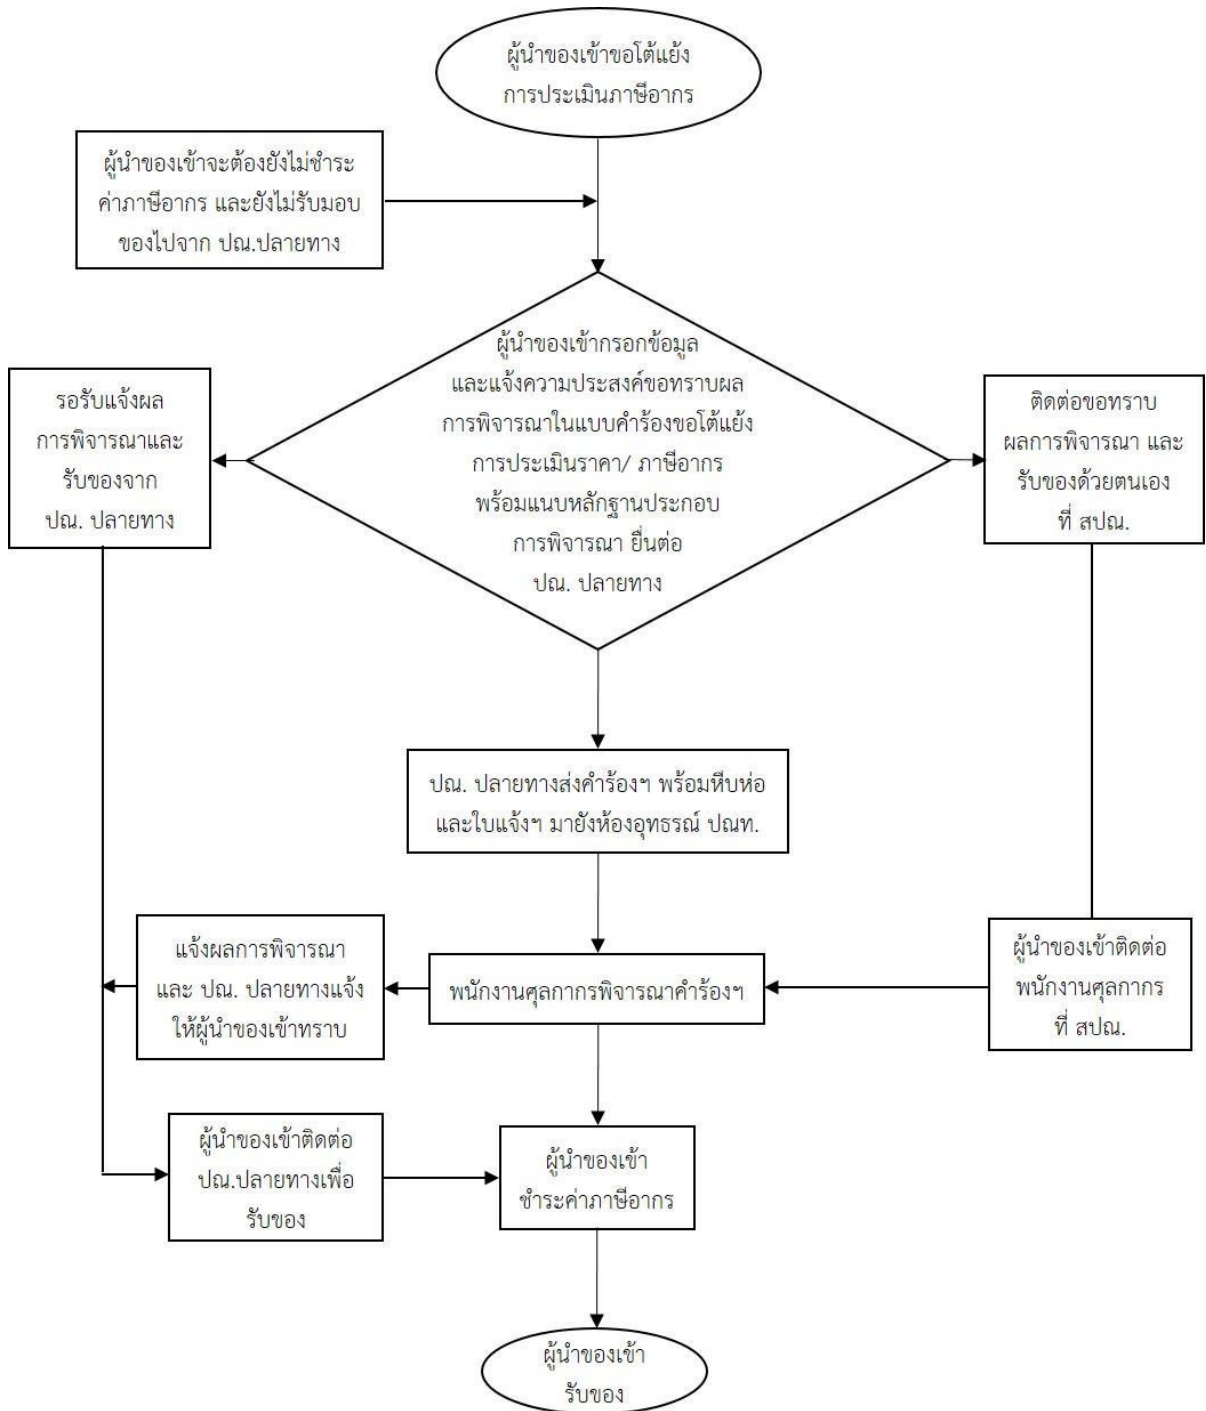 ผู้นำของเข้าขอโต้แย้ง
การประเมินภาษีอากร
ผู้นำของเข้าจะต้องยังไม่ชำระ
ค่าภาษีอากร และยังไม่รับมอบ
ของไปจาก ปณ.ปลายทาง
ผู้นำของเข้ากรอกข้อมูล
และแจ้งความประสงค์ขอทราบผล
การพิจารณาในแบบคำร้องขอโต้แย้ง
การประเมินราคา/ ภาษีอากร
พร้อมแนบหลักฐานประกอบ
การพิจารณา ยื่นต่อ
ปณ. ปลายทาง
รอรับแจ้งผล
การพิจารณาและ
รับของจาก
ปณ. ปลายทาง
ติดต่อขอทราบ
ผลการพิจารณา และ
รับของด้วยตนเอง
ที่ สปณ.
ปณ. ปลายทางส่งคำร้องฯ พร้อมหีบห่อ
และใบแจ้งฯ มายังห้องอุทธรณ์ ปณท.
แจ้งผลการพิจารณา
และ ปณ. ปลายทางแจ้ง
ให้ผู้นำของเข้าทราบ
พนักงานศุลกากรพิจารณาคำร้องฯ
ผู้นำของเข้าติดต่อ
พนักงานศุลกากร
ที่ สปณ.
ผู้นำของเข้าติดต่อ
ปณ.ปลายทางเพื่อ
รับของ
ผู้นำของเข้า
ชำระค่าภาษีอากร
ผู้นำของเข้า
รับของ